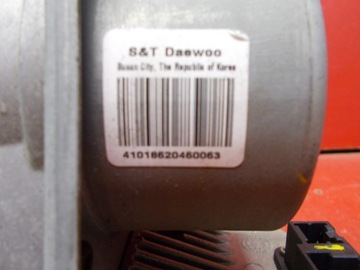 S&T Daewoo
Busan City, The Republic of Korea
41018620460063